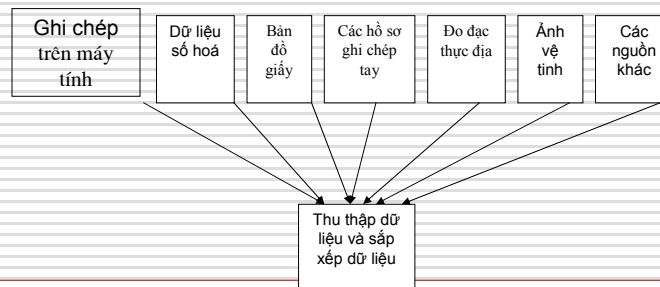 Ghi chép
trên máy
tính
Dữ liệu
số hoá
Bản
đồ
giấy
Các hồ sơ
ghi chép
tay
Đo đạc
thực địa
Ảnh
vệ
tinh
Các
nguồn
khác
Thu thập dữ
liệu và sắp
xếp dữ liệu